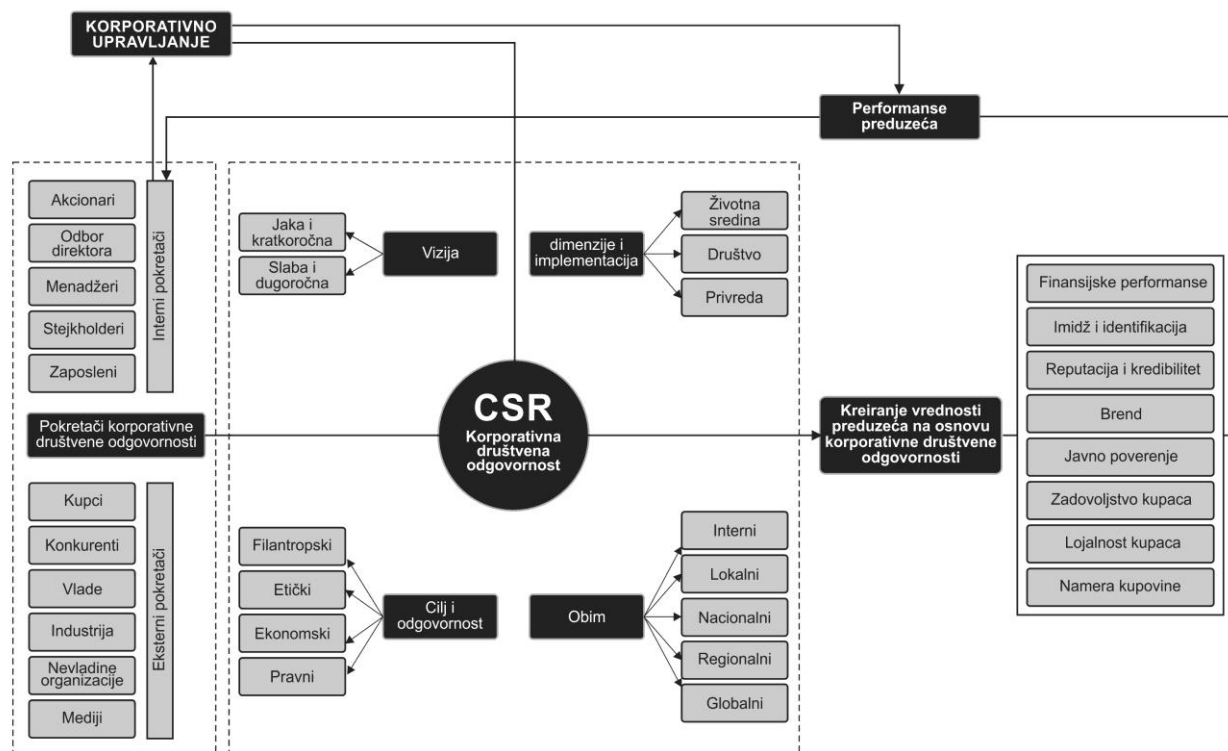 KORPORATIVNO
UPRAVLJANJE
Performanse
preduzeća
Akcionari
Odbor
direktora
Menadžeri
Stejkholderi
Zaposleni
Interni pokretači
Jaka i
kratkoročna
Slaba i
dugoročna
Vizija
dimenzije i
implementacija
Životna
sredina
Društvo
Privreda
Pokretači korporativne
društvene odgovornosti
CSR
Korporativna
društvena
odgovornost
Kreiranje vrednosti
preduzeća na osnovu
korporativne društvene
odgovornosti
Finansijske performanse
Imidž i identifikacija
Reputacija i kredibilitet
Brend
Javno poverenje
Zadovoljstvo kupaca
Lojalnost kupaca
Namera kupovine
Kupci
Konkurenti
Vlade
Industrija
Nevladine
organizacije
Mediji
Eksterni pokretači
Filantropski
Etički
Ekonomski
Pravni
Cilj i
odgovornost
Obim
Interni
Lokalni
Nacionalni
Regionalni
Globalni